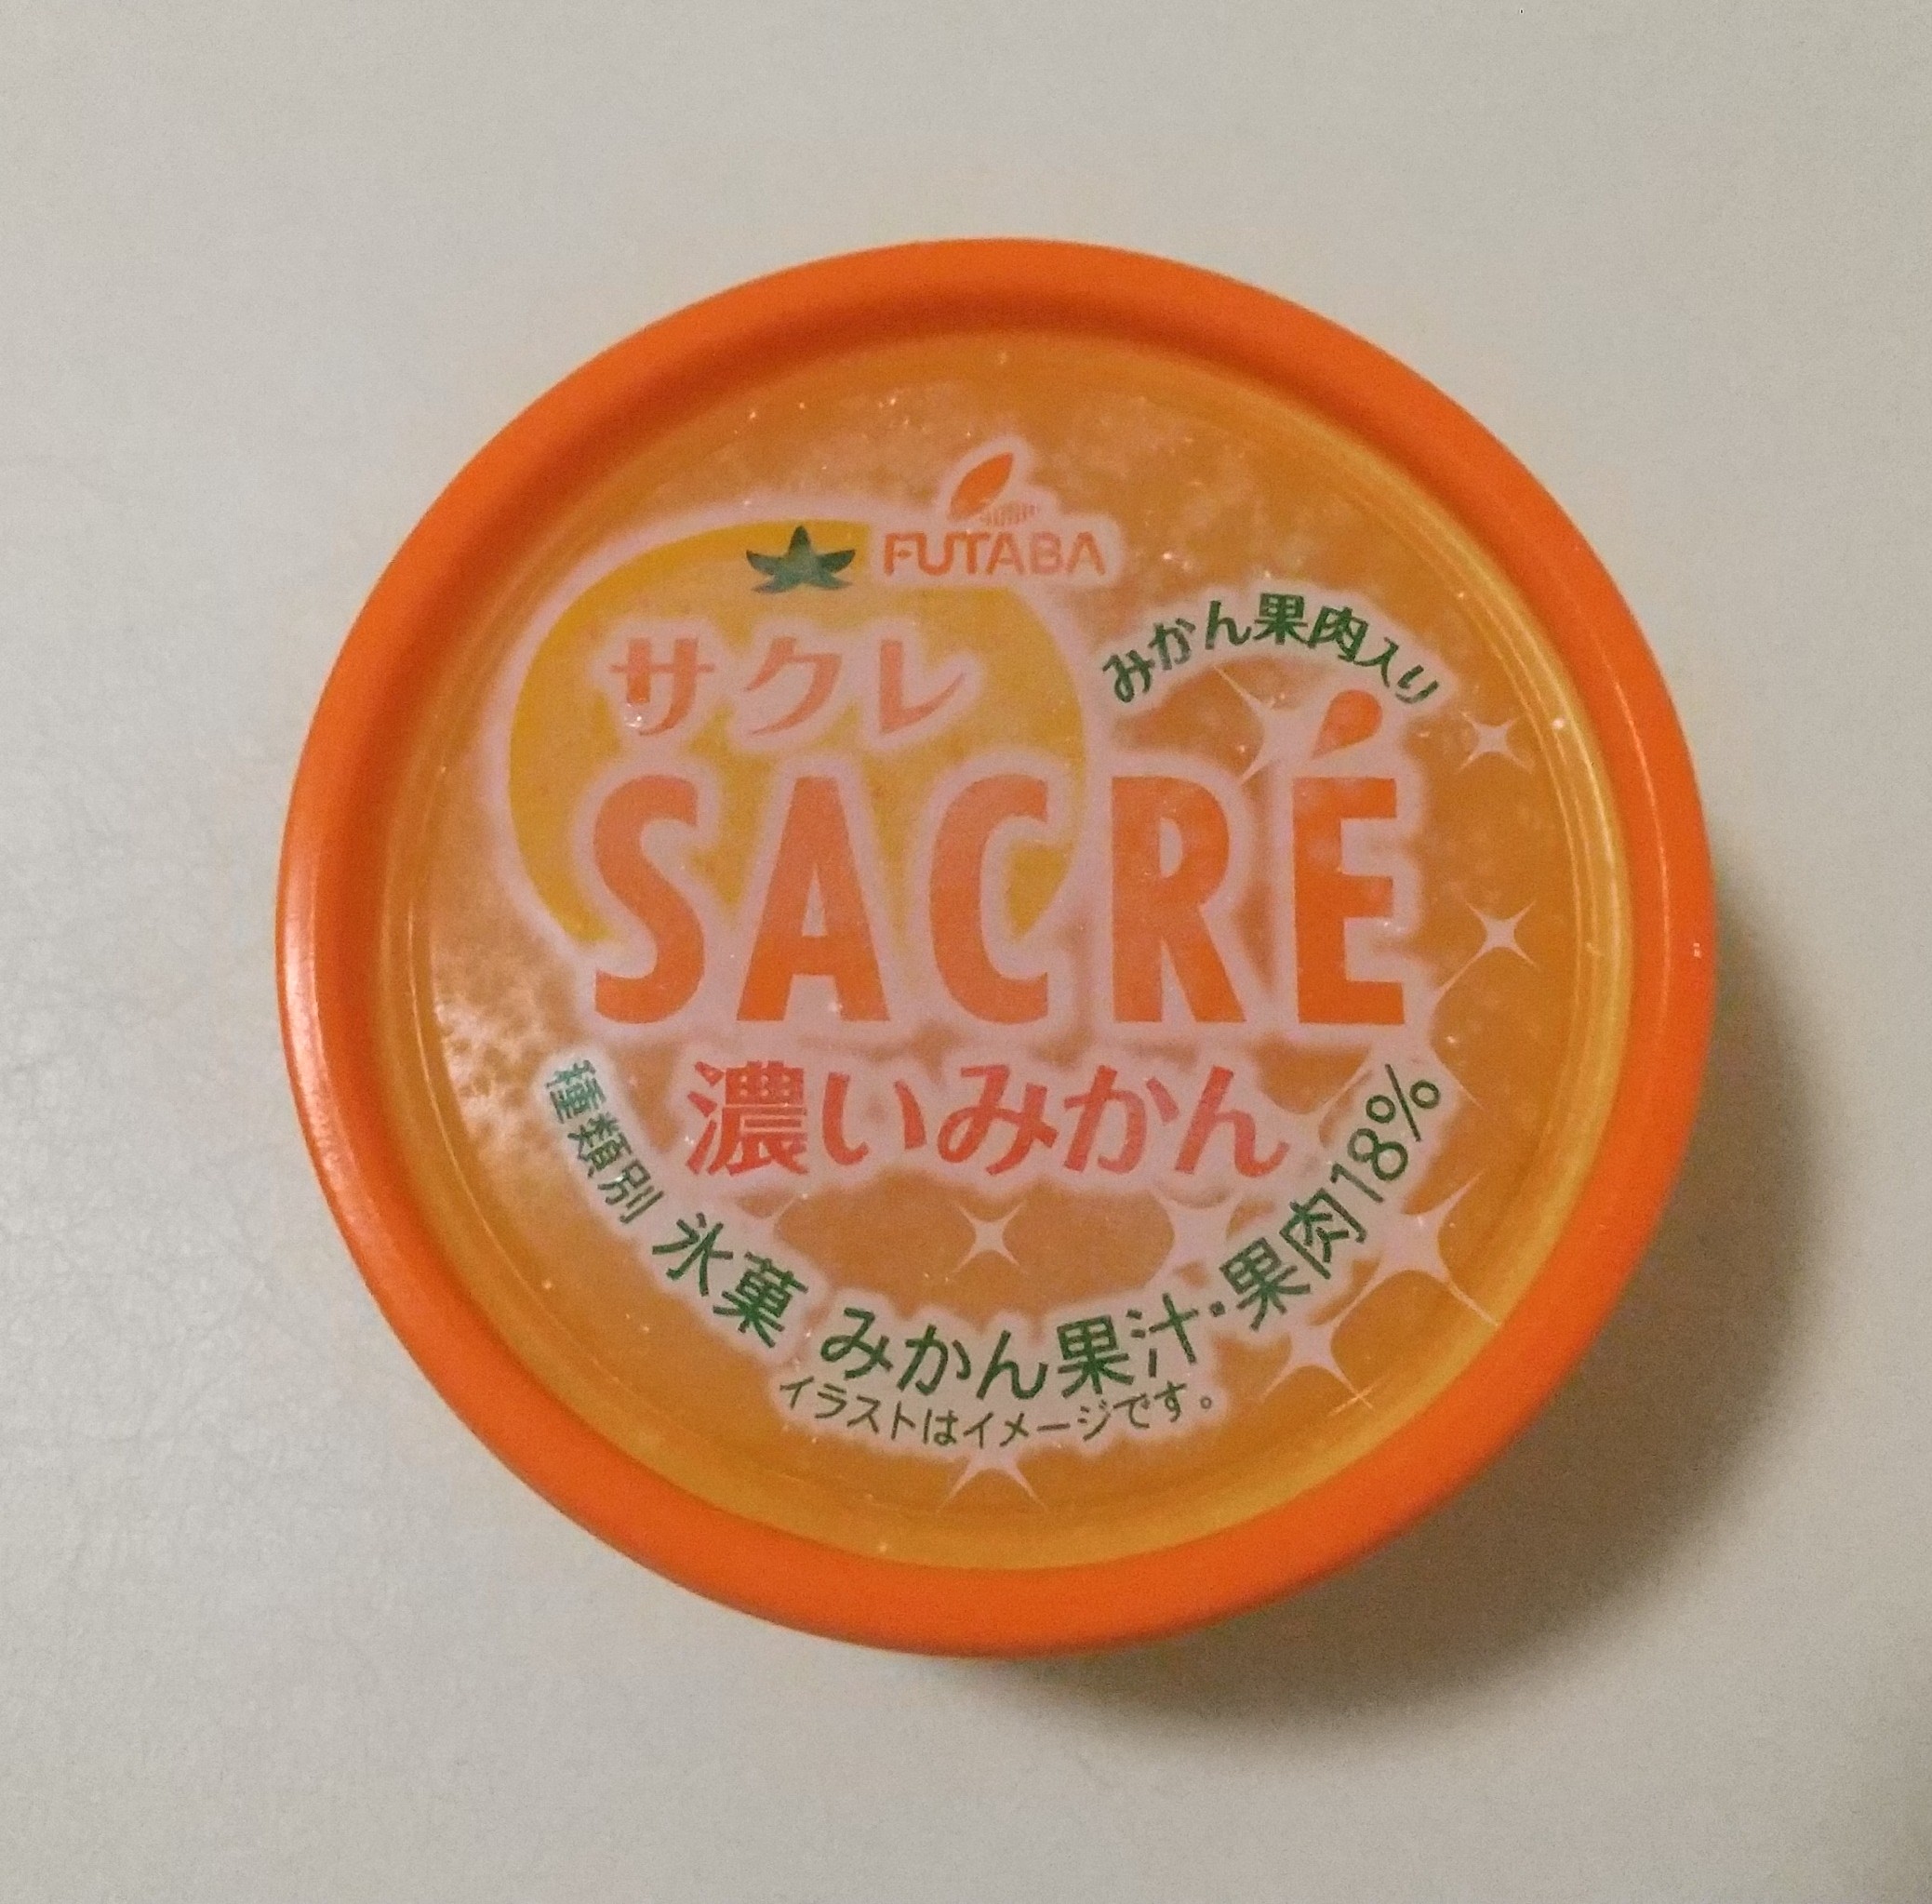 FUTABA
サクレ
みかん果肉入り
SACRÉ
濃いみかん
種類別 氷菓 みかん果汁・果肉18%
イラストはイメージです。